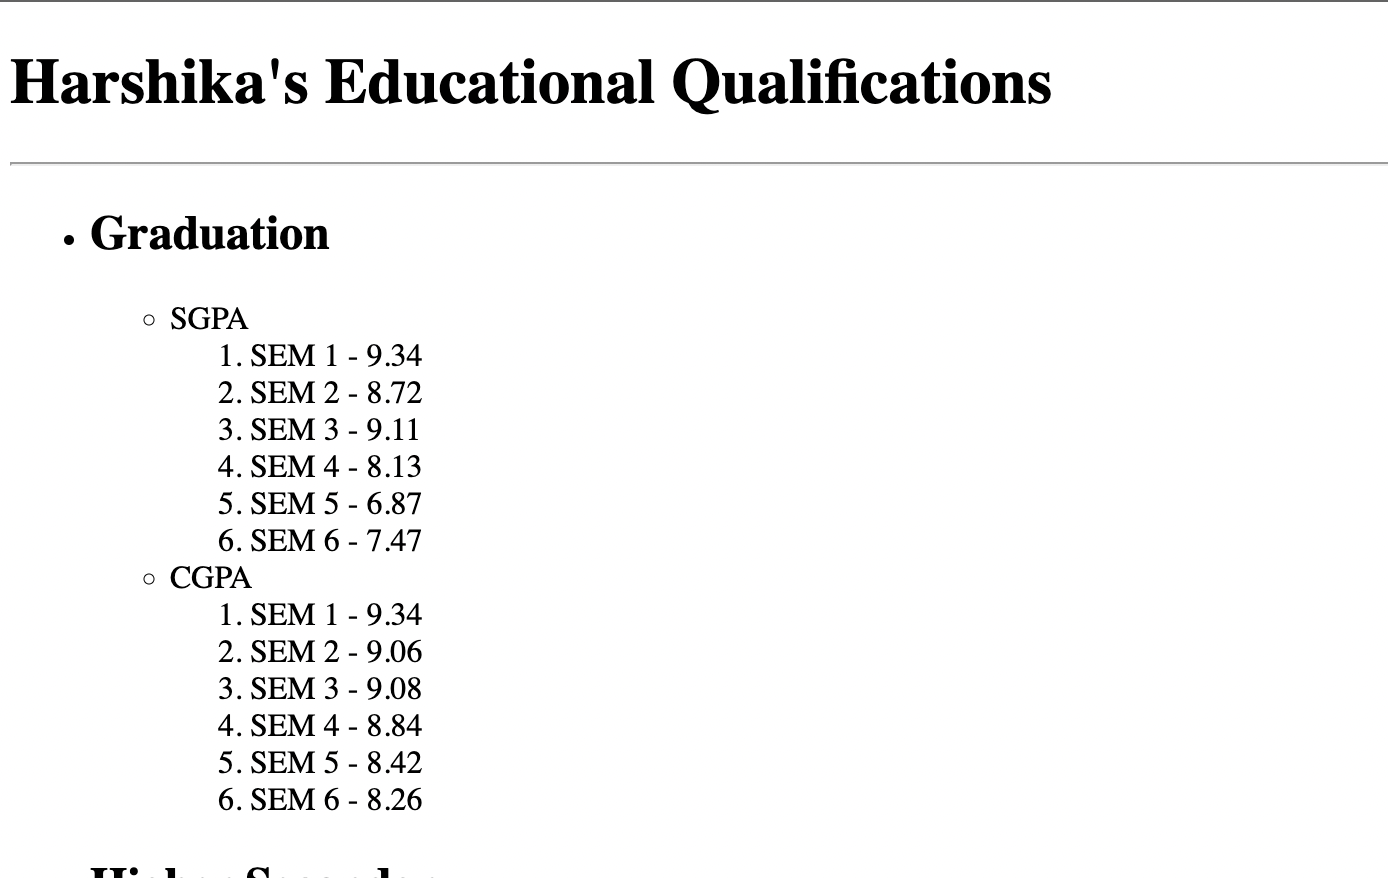 Harshika's Educational Qualifications
• Graduation
○ SGPA
1. SEM 1 - 9.34
2. SEM 2 - 8.72
3. SEM 3 - 9.11
4. SEM 4 - 8.13
5. SEM 5 - 6.87
6. SEM 6 - 7.47
○ CGPA
1. SEM 1 - 9.34
2. SEM 2 - 9.06
3. SEM 3 - 9.08
4. SEM 4 - 8.84
5. SEM 5 - 8.42
6. SEM 6 - 8.26